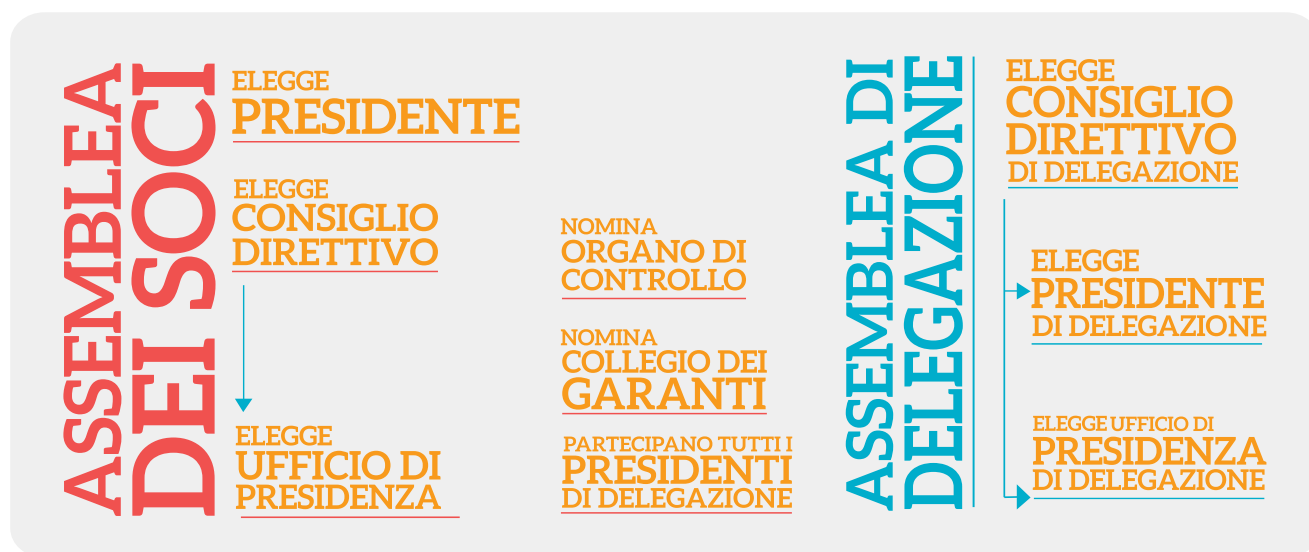 ASSEMBLEA
DEI SOCI
ELEGGE
PRESIDENTE
ELEGGE
CONSIGLIO
DIRETTIVO
ELEGGE
UFFICIO DI
PRESIDENZA
NOMINA
ORGANO DI
CONTROLLO
NOMINA
COLLEGIO DEI
GARANTI
PARTECIPANO TUTTI I
PRESIDENTI
DI DELEGAZIONE
ASSEMBLEA DI
DELEGAZIONE
ELEGGE
CONSIGLIO
DIRETTIVO
DI DELEGAZIONE
ELEGGE
PRESIDENTE
DI DELEGAZIONE
ELEGGE UFFICIO DI
PRESIDENZA
DI DELEGAZIONE